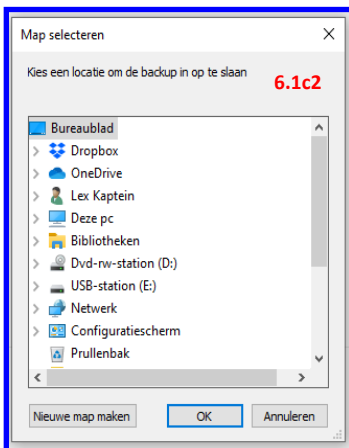 Map selecteren
Kies een locatie om de backup in op te slaan
6.1c2
Bureaublad
Dropbox
OneDrive
Lex Kaptein
Deze pc
Bibliotheken
Dvd-rw-station (D:)
USB-station (E:)
Netwerk
Configuratiescherm
Prullenbak
Nieuwe map maken OK Annuleren